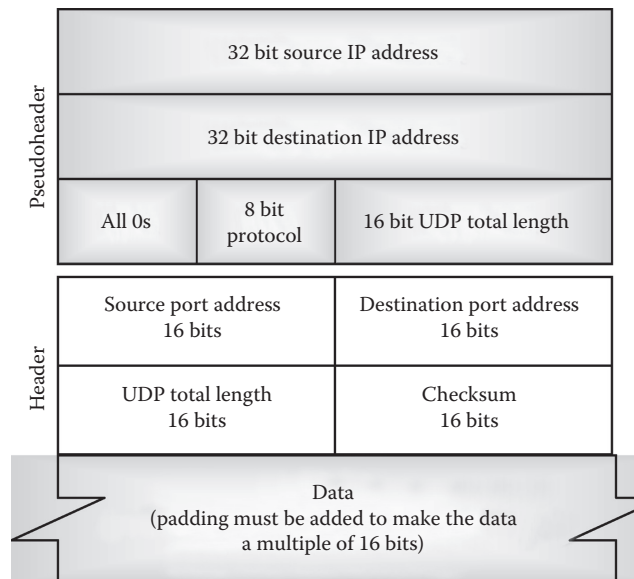 Pseudoheader
32 bit source IP address
32 bit destination IP address
All 0s
8 bit
protocol
16 bit UDP total length
Header
Source port address
16 bits
Destination port address
16 bits
UDP total length
16 bits
Checksum
16 bits
Data
(padding must be added to make the data
a multiple of 16 bits)